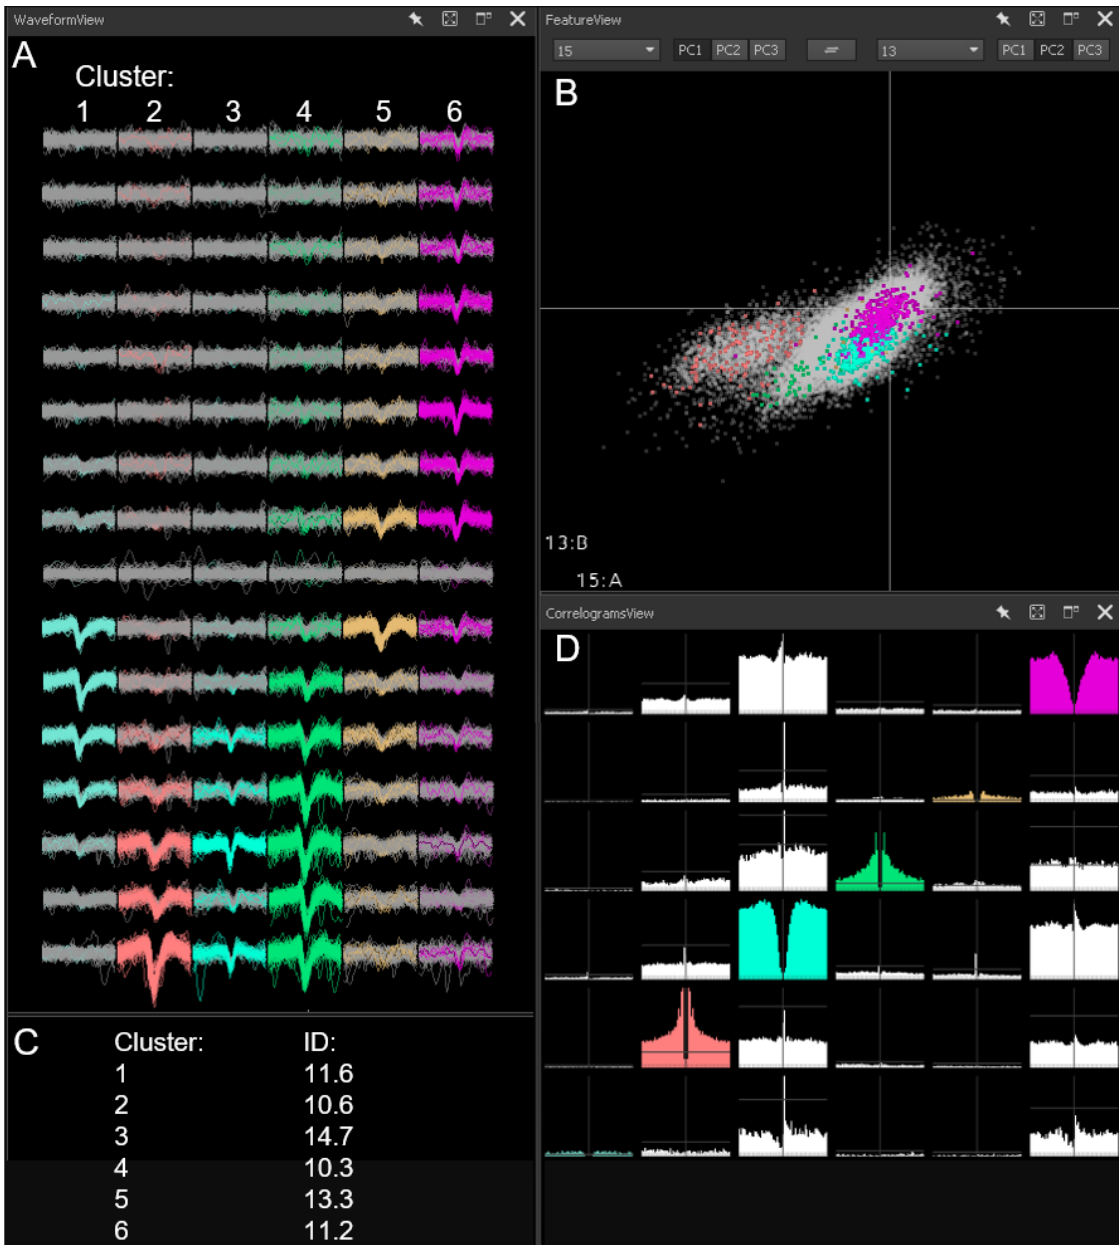 WaveformView
A
Cluster:
1 2 3 4 5 6
FeatureView
15 PC1 PC2 PC3 13 PC1 PC2 PC3
B
13:B
15:A
C
Cluster: ID:
1 11.6
2 10.6
3 14.7
4 10.3
5 13.3
6 11.2
CorrelogramsView
D